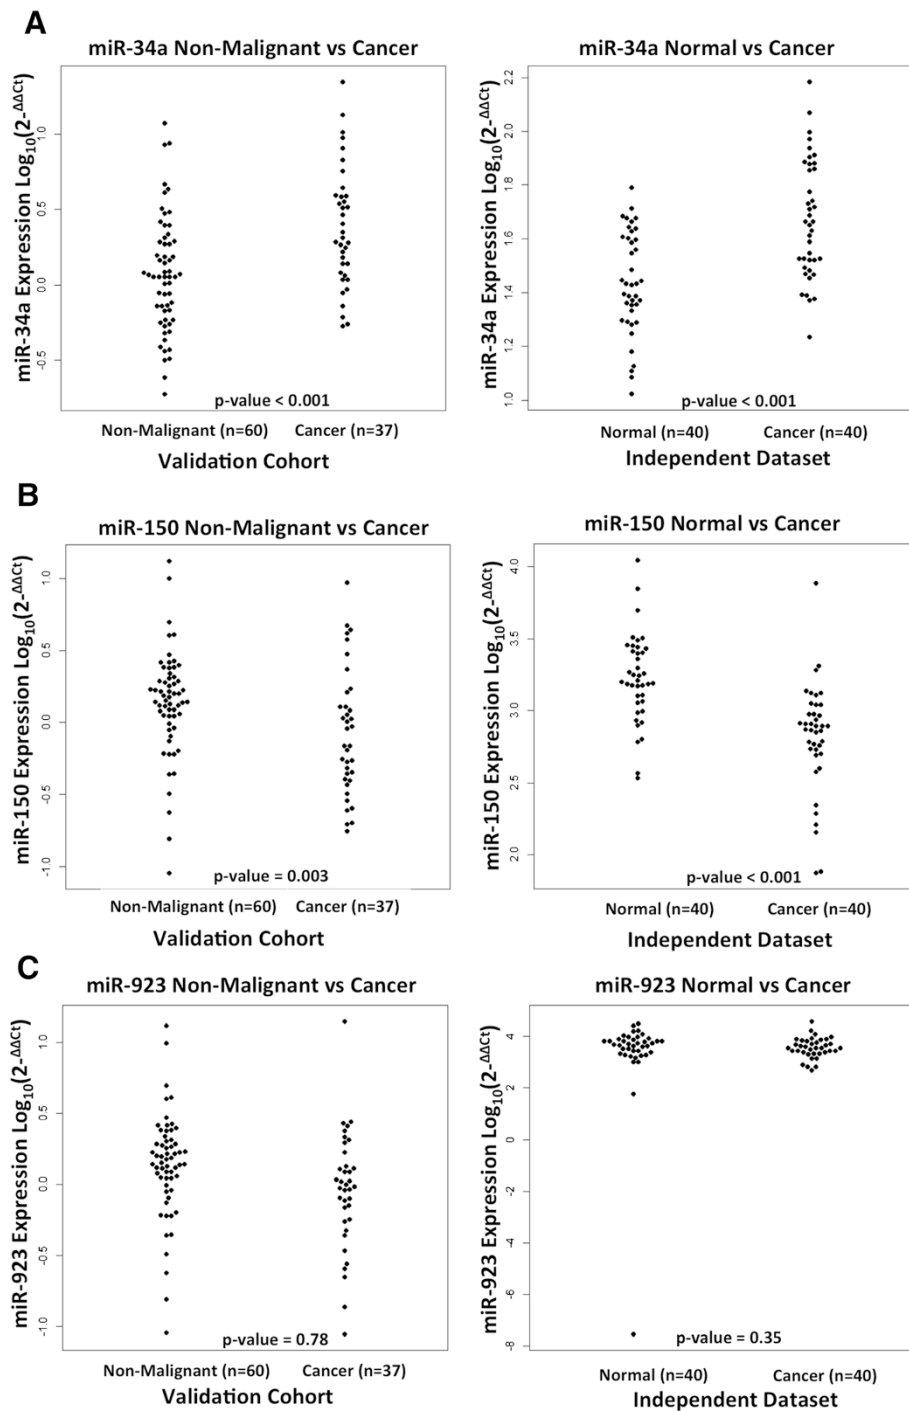 A
miR-34a Non-Malignant vs Cancer
miR-34a Expression Log10(2-ΔΔCt)
1.0
0.5
0.0
-0.5
p-value < 0.001
Non-Malignant (n=60) Cancer (n=37)
Validation Cohort
miR-34a Normal vs Cancer
miR-34a Expression Log10(2-ΔΔCt)
2.2
2.0
1.8
1.6
1.4
1.2
1.0
p-value < 0.001
Normal (n=40) Cancer (n=40)
Independent Dataset
B
miR-150 Non-Malignant vs Cancer
miR-150 Expression Log10(2-ΔΔCt)
1.0
0.5
0.0
-0.5
-1.0
p-value = 0.003
Non-Malignant (n=60) Cancer (n=37)
Validation Cohort
miR-150 Normal vs Cancer
miR-150 Expression Log10(2-ΔΔCt)
4.0
3.5
3.0
2.5
2.0
p-value < 0.001
Normal (n=40) Cancer (n=40)
Independent Dataset
C
miR-923 Non-Malignant vs Cancer
miR-923 Expression Log10(2-ΔΔCt)
1.0
0.5
0.0
-0.5
-1.0
p-value = 0.78
Non-Malignant (n=60) Cancer (n=37)
Validation Cohort
miR-923 Normal vs Cancer
miR-923 Expression Log10(2-ΔΔCt)
4
2
0
-2
-4
-6
-8
p-value = 0.35
Normal (n=40) Cancer (n=40)
Independent Dataset